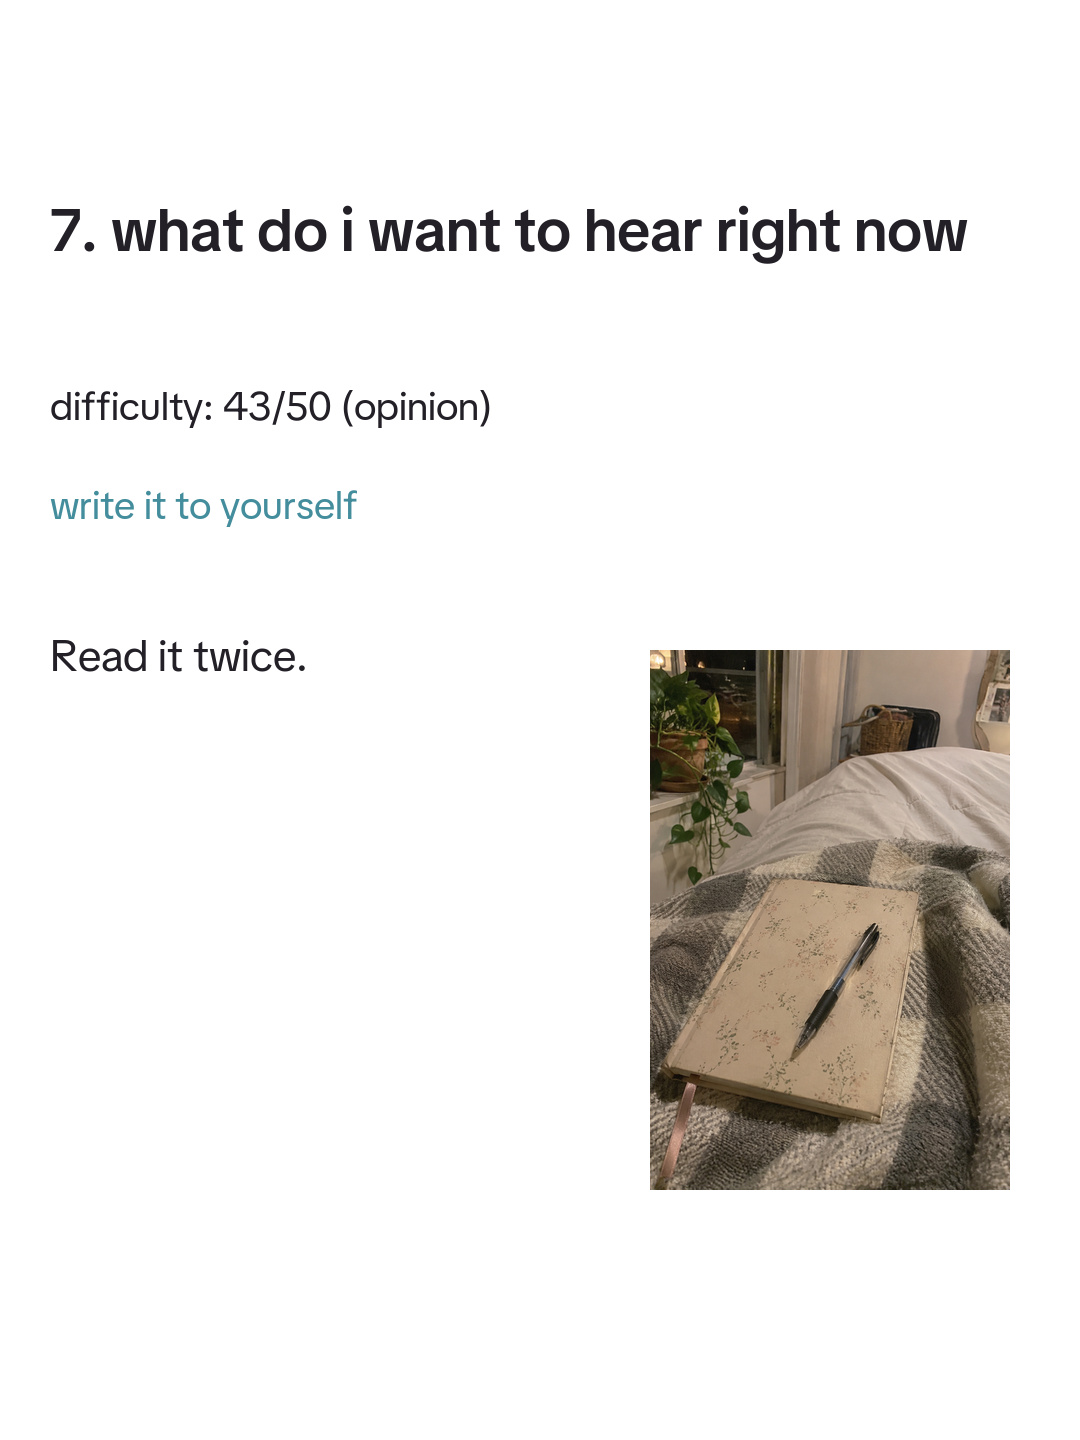 7. what do i want to hear right now
difficulty: 43/50 (opinion)
write it to yourself
Read it twice.